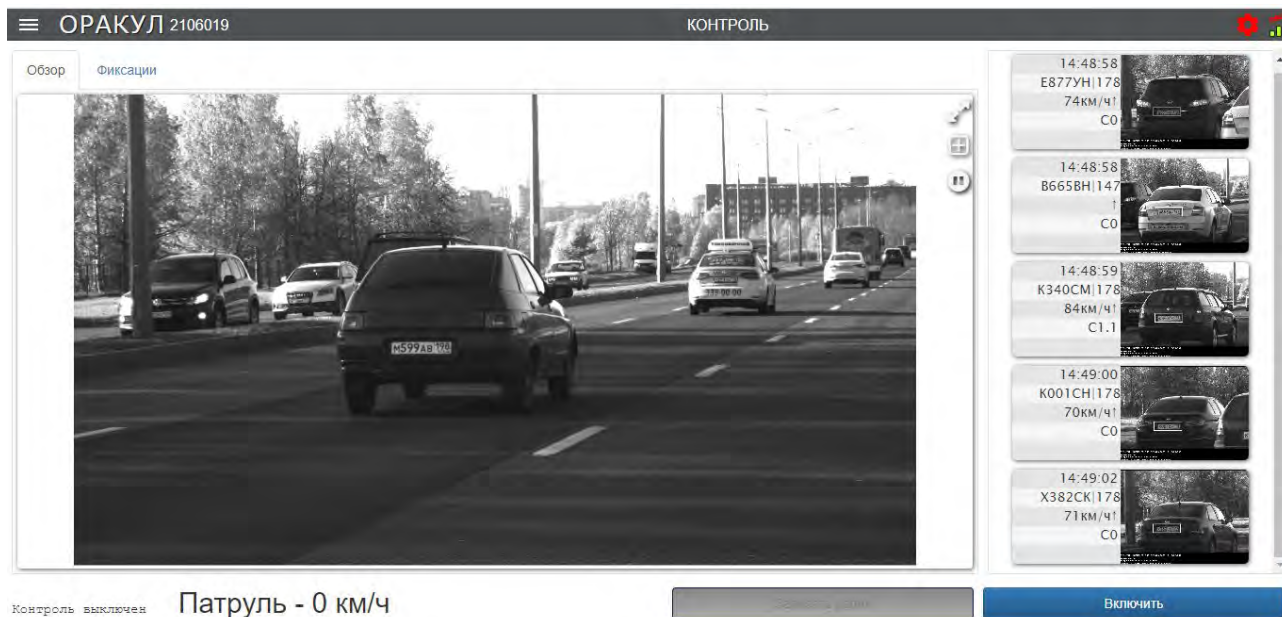 ОРАКУЛ 2106019
КОНТРОЛЬ
Обзор
Фиксации
М599АВ 198
14:48:58
Е877УН|178
74км/ч↑
С0
14:48:58
В665ВН|147
↑
С0
14:48:59
К340СМ|178
84км/ч↑
С1.1
14:49:00
К001СН|178
70км/ч↑
С0
14:49:02
Х382СК|178
71км/ч↑
С0
Контроль выключен
Патруль - 0 км/ч
Включить